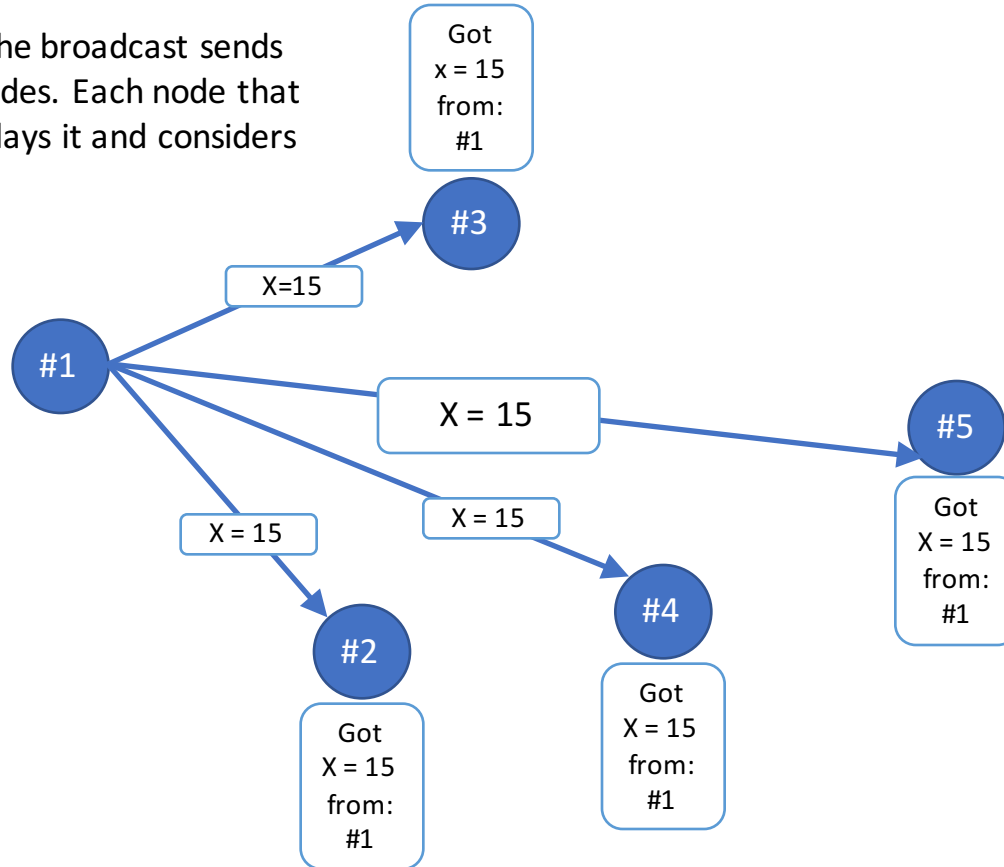 he broadcast sends
des. Each node that
lays it and considers
Got
x = 15
from:
#1
#3
X=15
#1
X = 15
#5
Got
X = 15
from:
#1
X = 15
X = 15
#4
Got
X = 15
from:
#1
#2
Got
X = 15
from:
#1